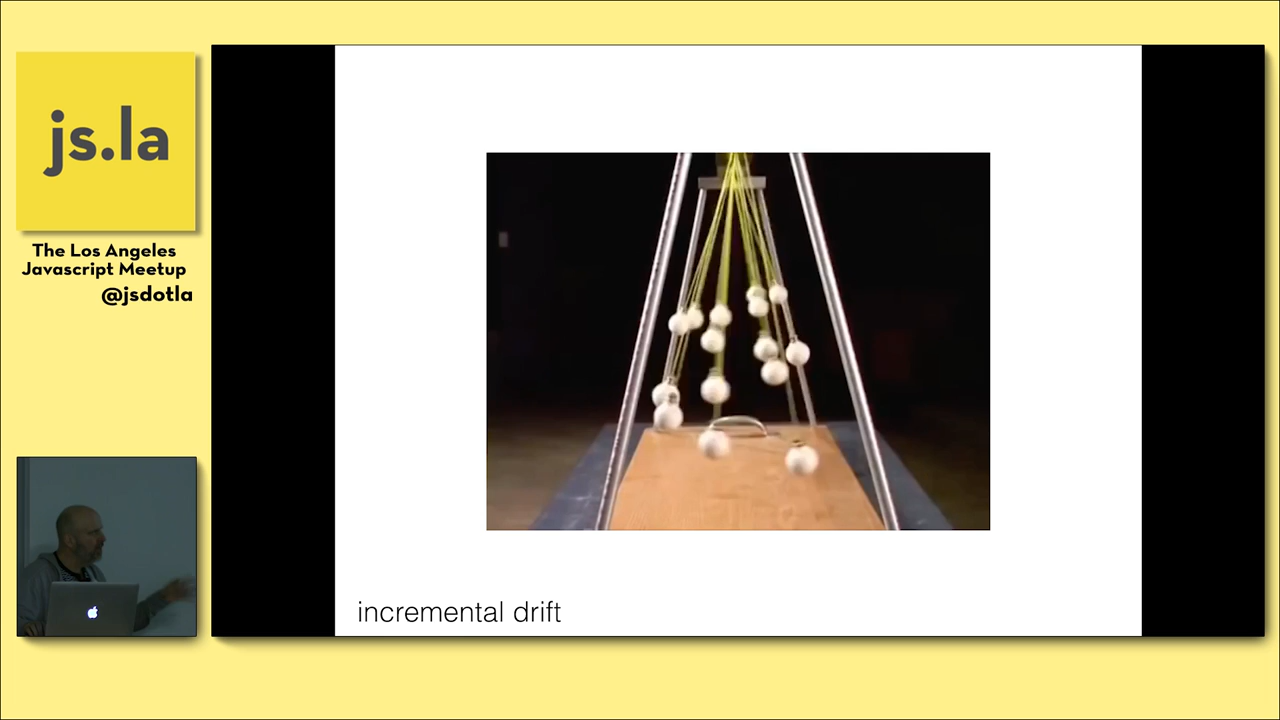 js.la
The Los Angeles
Javascript Meetup
@jsdotla
incremental drift